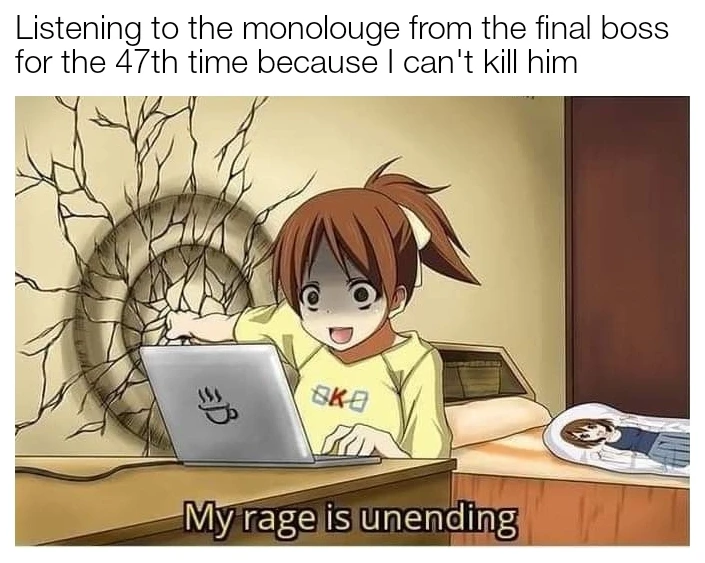 Listening to the monolouge from the final boss
for the 47th time because I can't kill him
My rage is unending